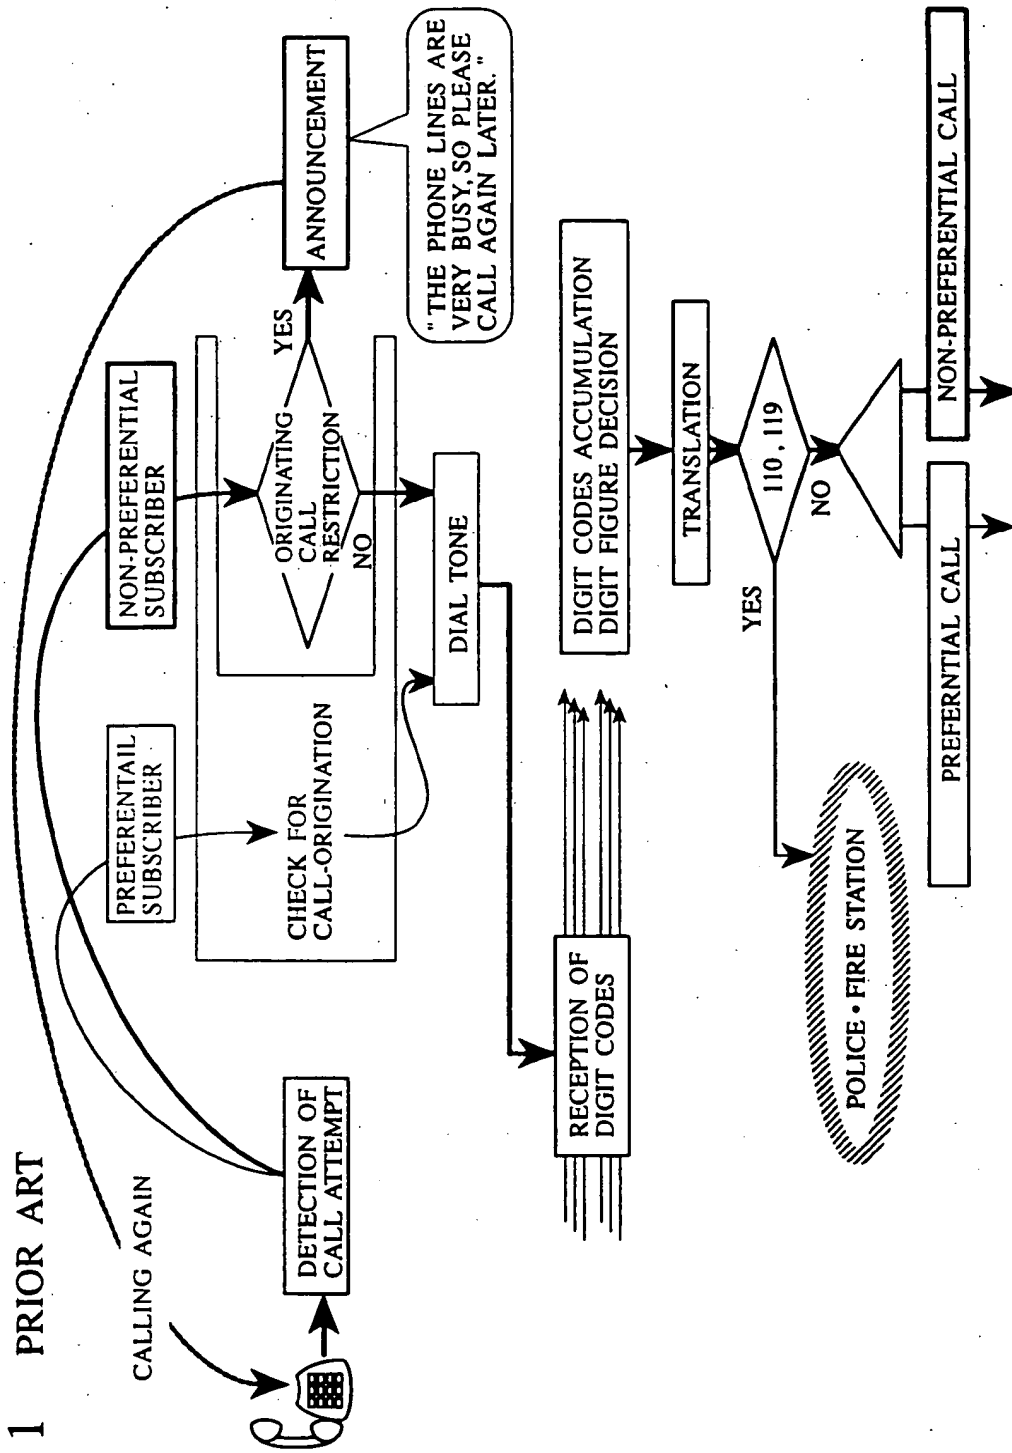 1 PRIOR ART
CALLING AGAIN
DETECTION OF
CALL ATTEMPT
PREFERENTAIL
SUBSCRIBER
NON-PREFERENTIAL
SUBSCRIBER
CHECK FOR
CALL-ORIGINATION
ORIGINATING
CALL
RESTRICTION
YES
NO
ANNOUNCEMENT
"THE PHONE LINES ARE
VERY BUSY, SO PLEASE
CALL AGAIN LATER."
DIAL TONE
RECEPTION OF
DIGIT CODES
DIGIT CODES ACCUMULATION
DIGIT FIGURE DECISION
TRANSLATION
110, 119
YES
NO
POLICE • FIRE STATION
PREFERNTIAL CALL
NON-PREFERENTIAL CALL